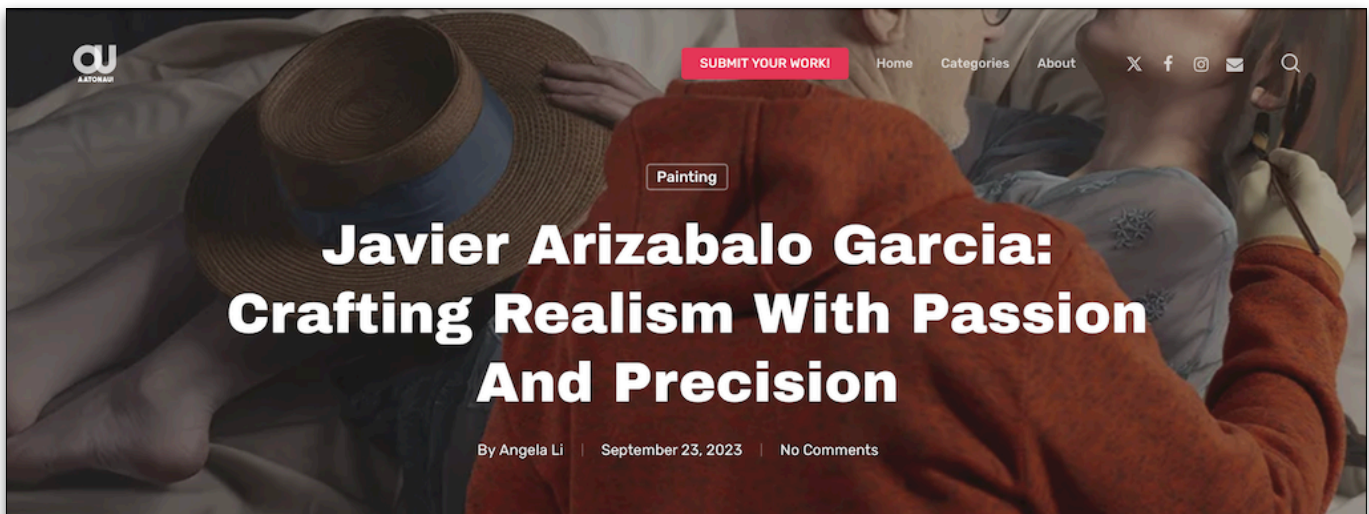 AATONAU
SUBMIT YOUR WORK!
Home
Categories
About
Painting
Javier Arizabalo Garcia:
Crafting Realism With Passion
And Precision
By Angela Li
September 23, 2023
No Comments